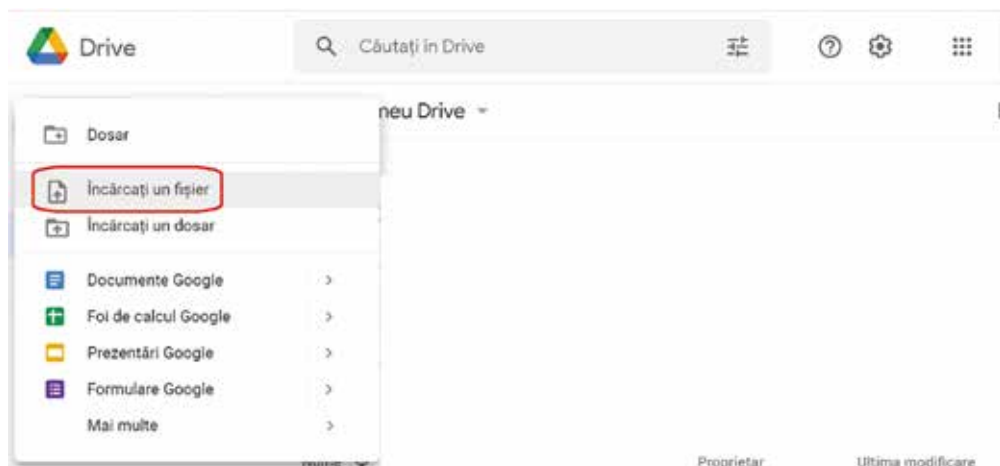 Drive
Căutați în Drive
neu Drive
Dosar
Încărcați un fișier
Încărcați un dosar
Documente Google
Foi de calcul Google
Prezentări Google
Formulare Google
Mai multe
Proprietar
Ultima modificare